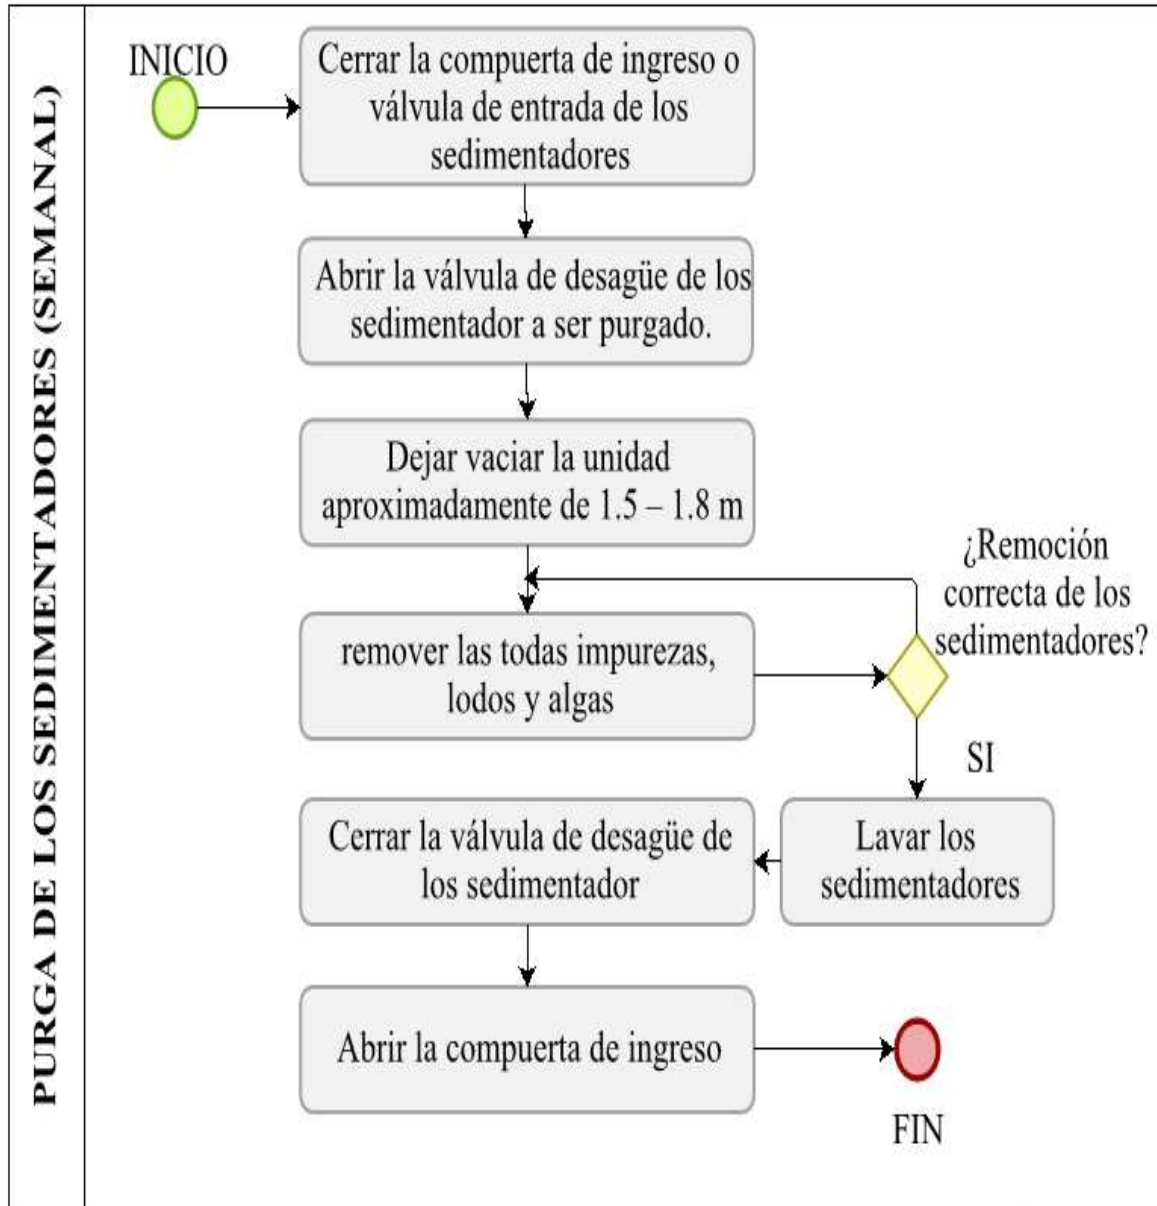 PURGA DE LOS SEDIMENTADORES (SEMANAL)
INICIO
Cerrar la compuerta de ingreso o
válvula de entrada de los
sedimentadores
Abrir la válvula de desagüe de los
sedimentador a ser purgado.
Dejar vaciar la unidad
aproximadamente de 1.5 – 1.8 m
remover las todas impurezas,
lodos y algas
¿Remoción
correcta de los
sedimentadores?
SI
Lavar los
sedimentadores
Cerrar la válvula de desagüe de
los sedimentador
Abrir la compuerta de ingreso
FIN